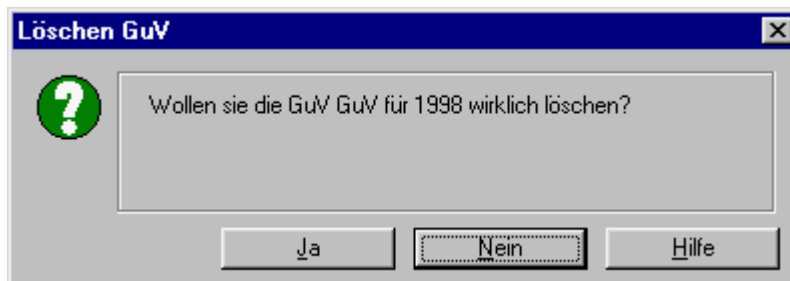 Löschen GuV
Wollen sie die GuV GuV für 1998 wirklich löschen?
Ja
Nein
Hilfe